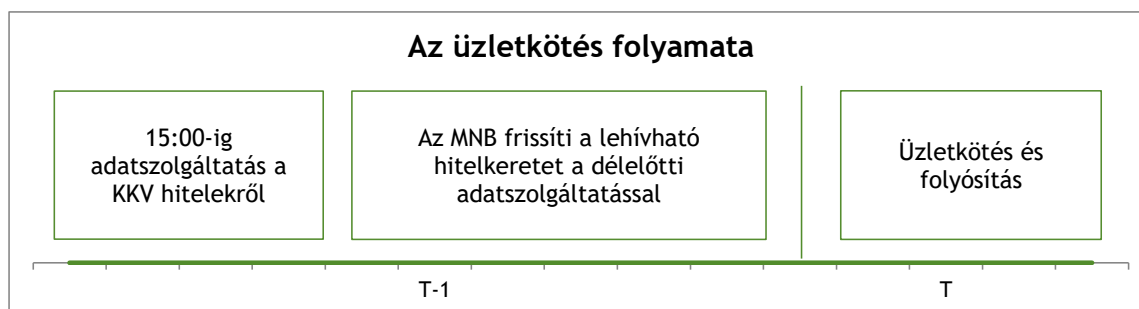 Az üzletkötés folyamata
15:00-ig
adatszolgáltatás a
KKV hitelekről
Az MNB frissíti a lehívható
hitelkeretet a délelőtti
adatszolgáltatással
Üzletkötés és
folyósítás
T-1
T